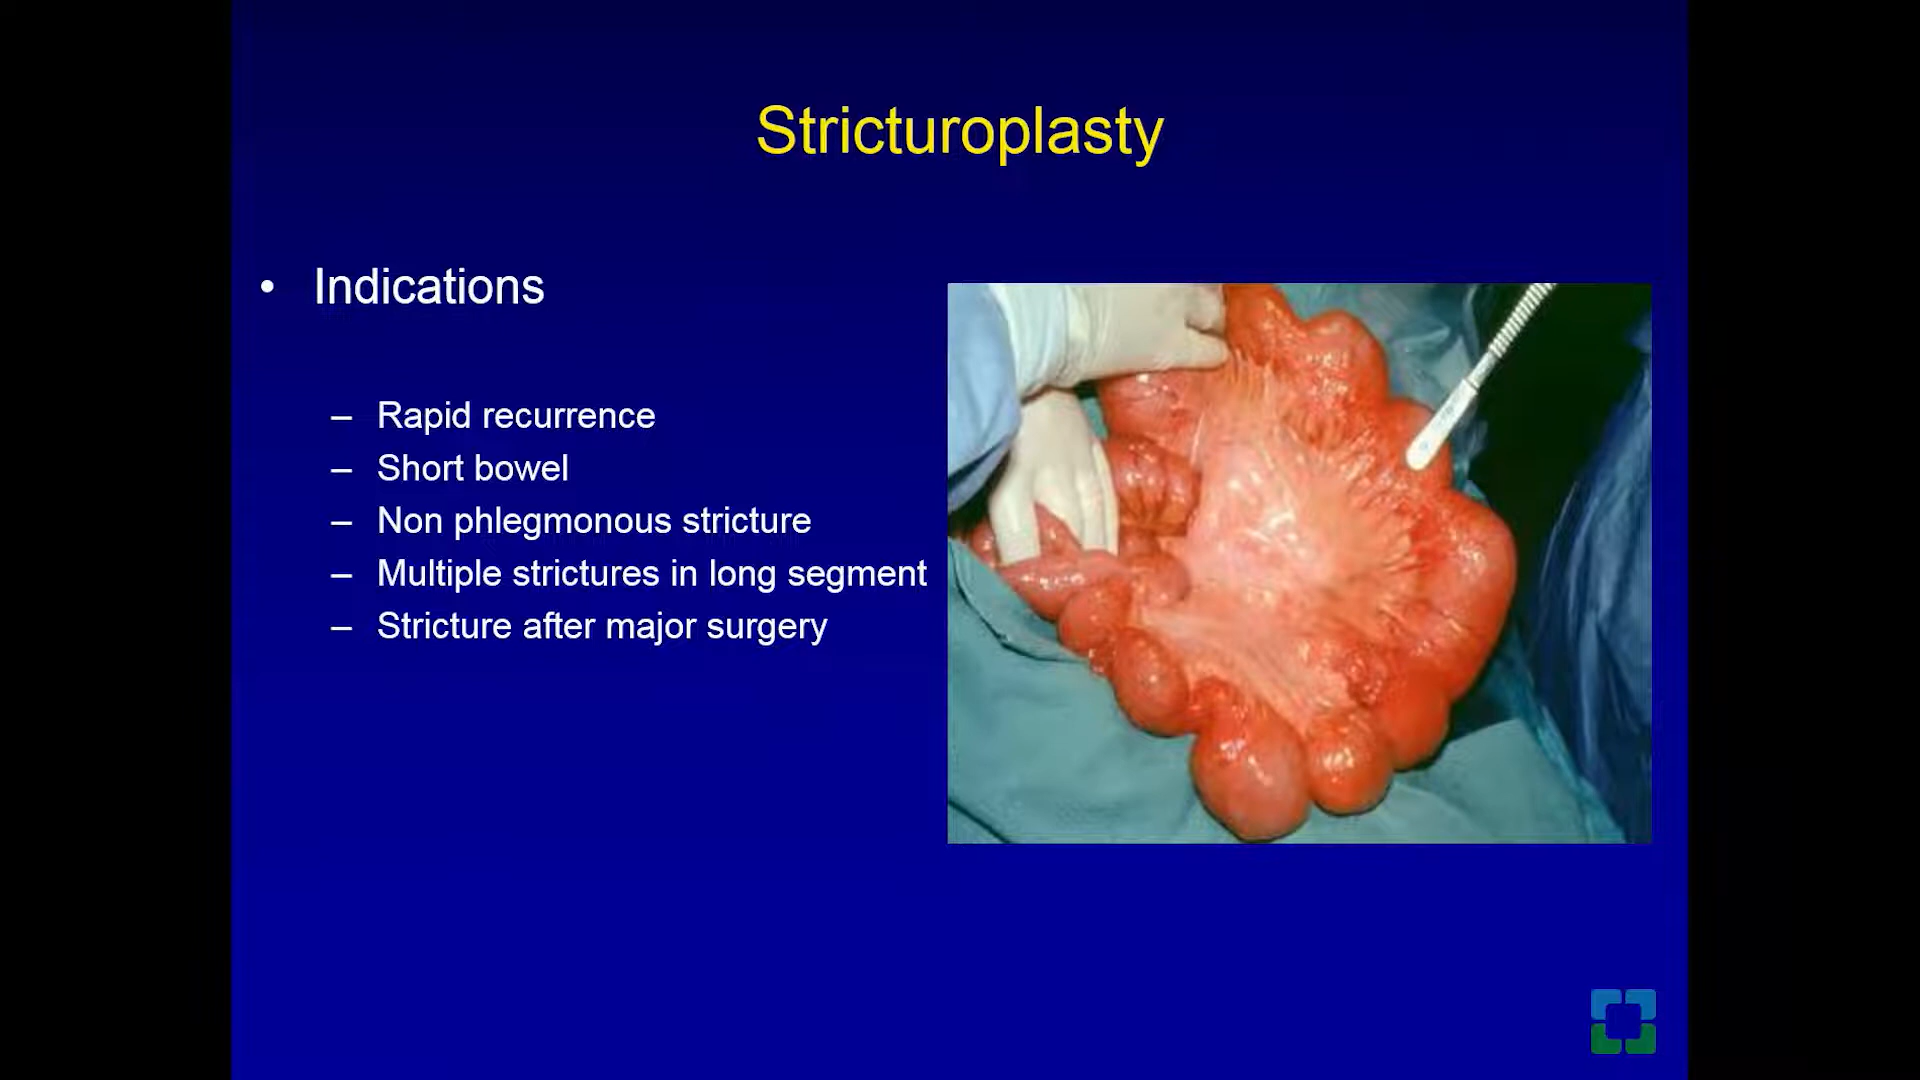 Stricturoplasty
• Indications
– Rapid recurrence
– Short bowel
– Non phlegmonous stricture
– Multiple strictures in long segment
– Stricture after major surgery